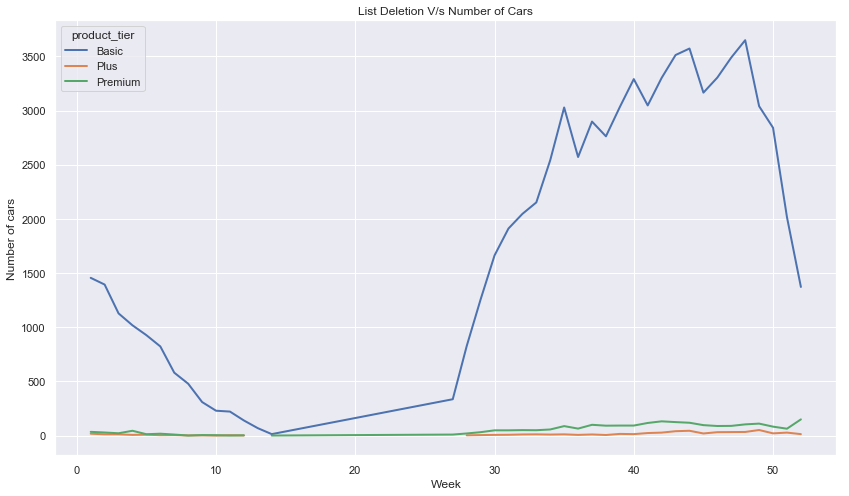 List Deletion V/s Number of Cars
product_tier
Basic
Plus
Premium
3500
3000
2500
2000
1500
1000
500
0
Number of cars
0 10 20 30 40 50
Week